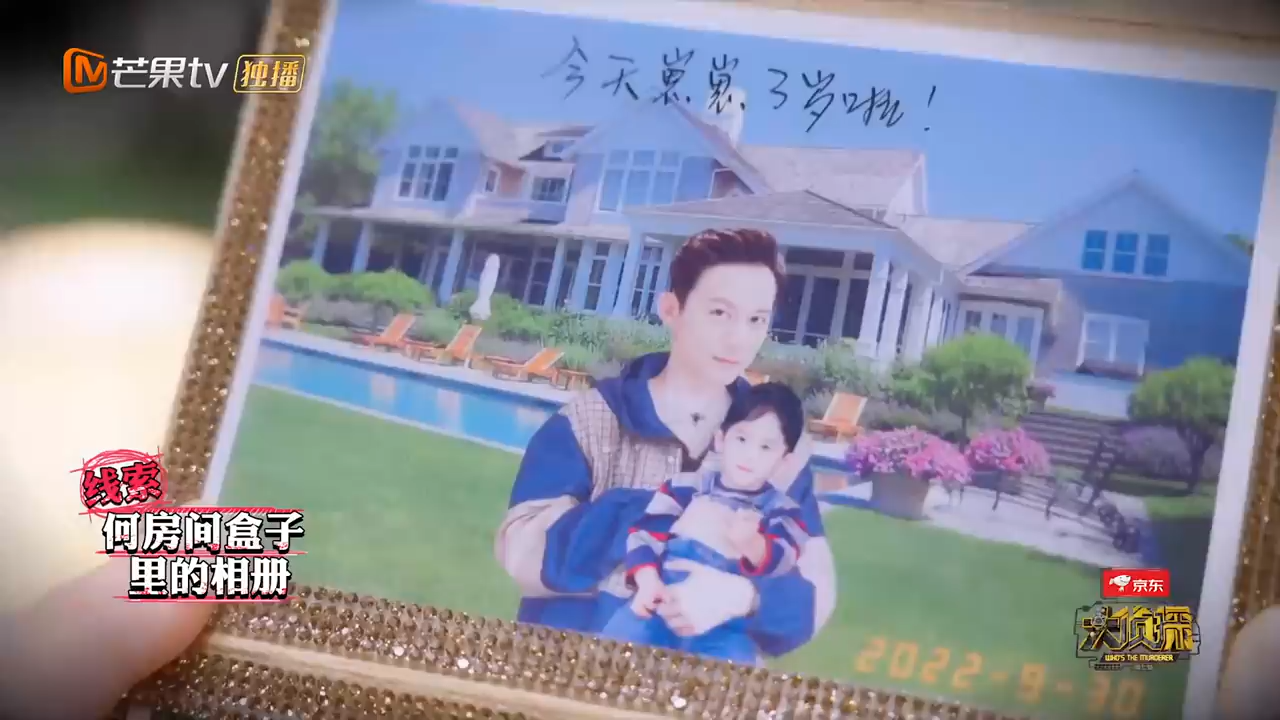 芒果tv 独播
今天崽崽3岁啦！
线索
何房间盒子
里的相册
京东
大侦探
WHO'S THE MURDERER
2022-9-30